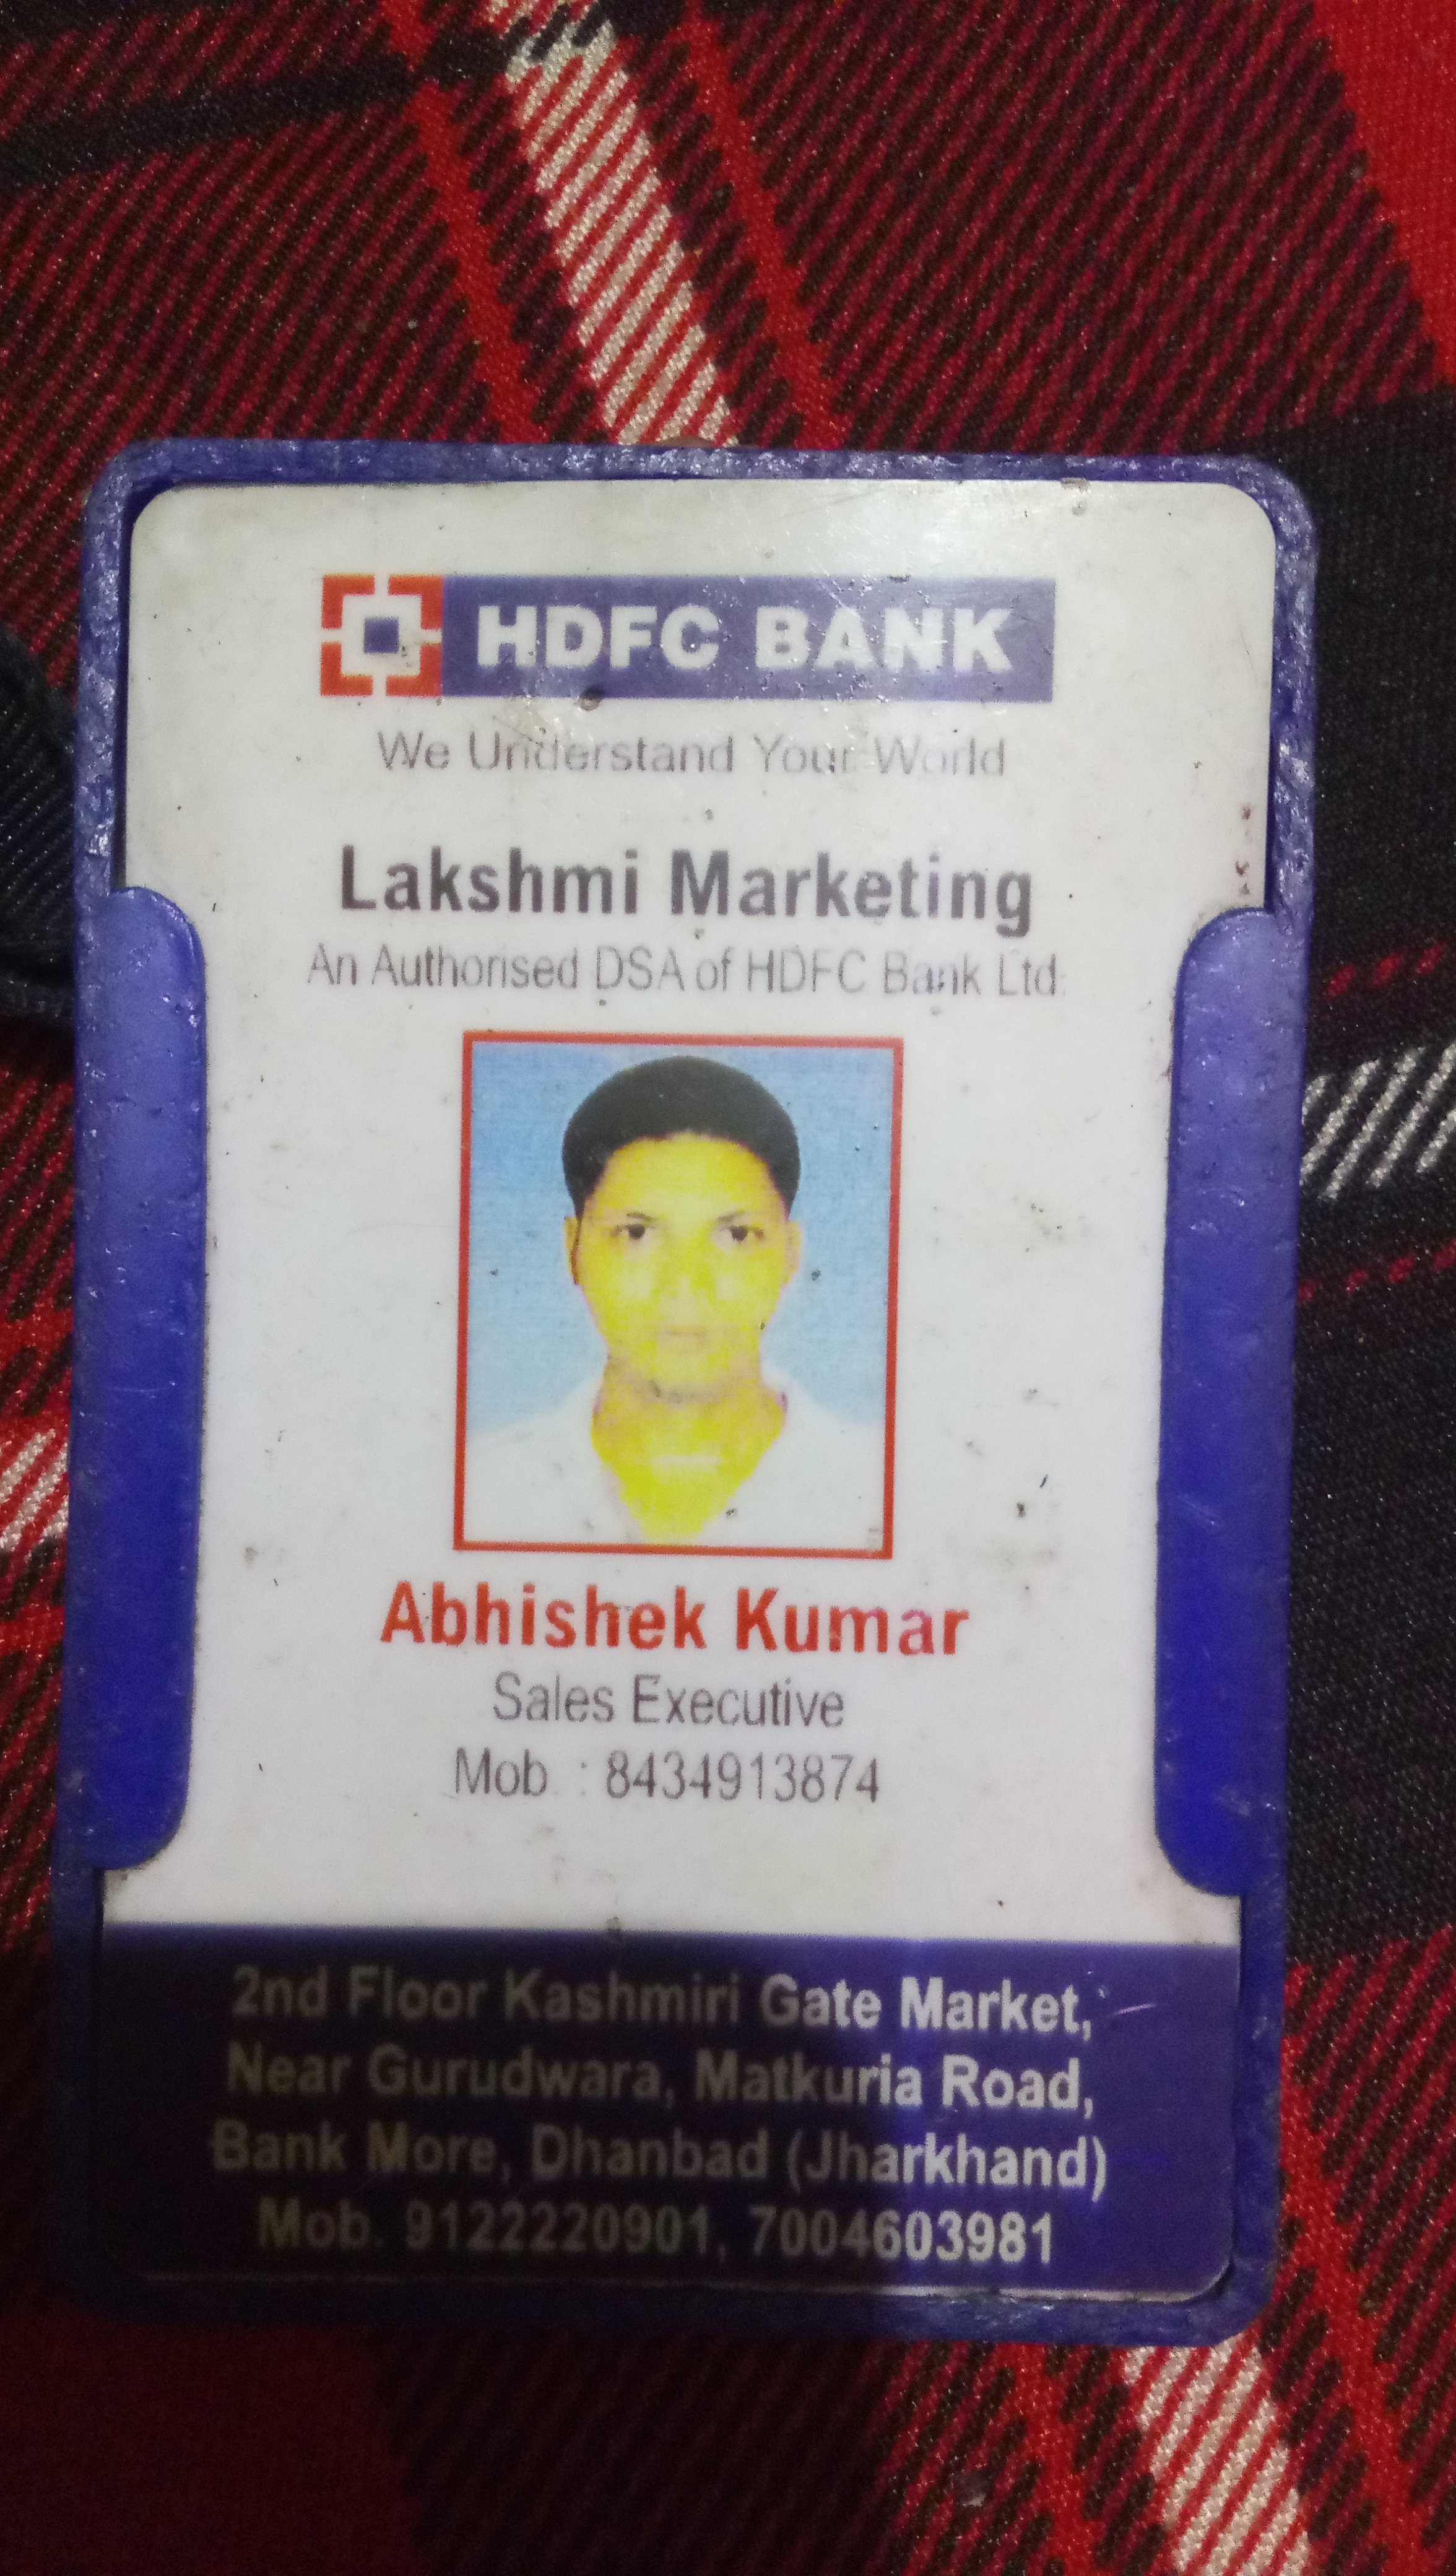 HDFC BANK
We Understand Your World
Lakshmi Marketing
An Authorised DSA of HDFC Bank Ltd.
Abhishek Kumar
Sales Executive
Mob. : 8434913874
2nd Floor Kashmiri Gate Market,
Near Gurudwara, Matkuria Road,
Bank More, Dhanbad (Jharkhand)
Mob. 9122220901, 7004603981